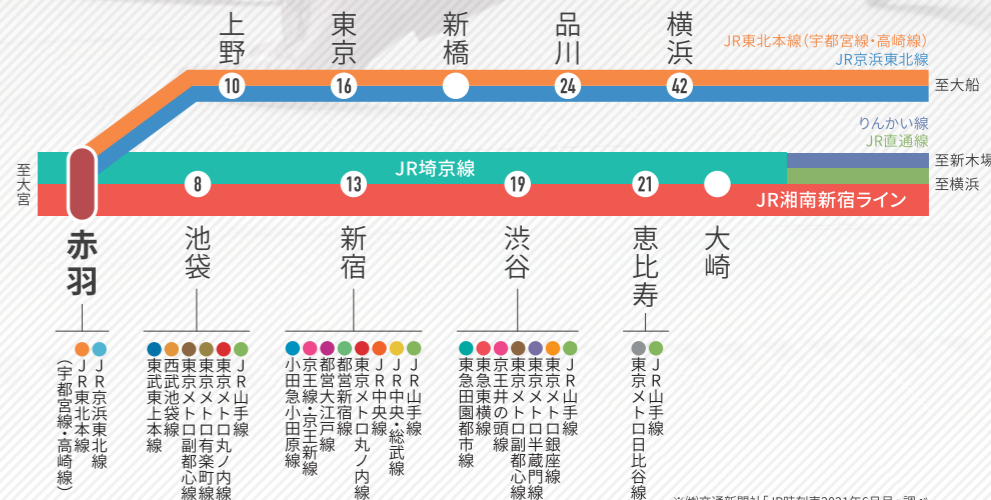 上野
東京
新橋
品川
横浜
JR東北本線(宇都宮線・高崎線)
JR京浜東北線
10
16
24
42
至大船
りんかい線
JR直通線
至大宮
JR埼京線
至新木場
8
13
19
21
至横浜
JR湘南新宿ライン
赤羽
池袋
新宿
渋谷
恵比寿
大崎
JR東北本線
(宇都宮線・高崎線)
JR京浜東北線
東武東上本線
西武池袋線
東京メトロ副都心線
東京メトロ有楽町線
東京メトロ丸ノ内線
JR山手線
小田急小田原線
京王線・京王新線
都営大江戸線
都営新宿線
東京メトロ丸ノ内線
JR中央線
JR中央・総武線
JR山手線
東急田園都市線
東急東横線
京王井の頭線
東京メトロ副都心線
東京メトロ半蔵門線
東京メトロ銀座線
JR山手線
東京メトロ日比谷線
JR山手線